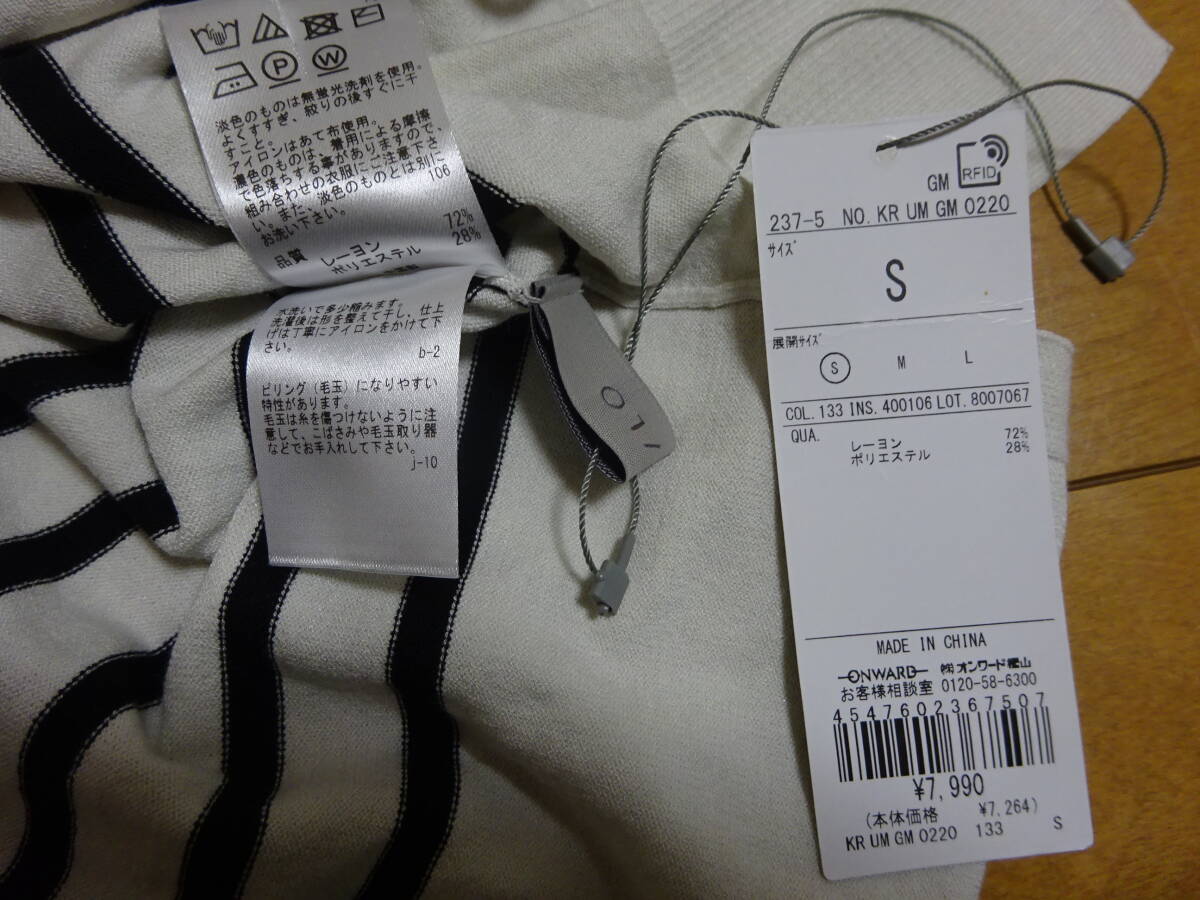 淡色のものは無蛍光洗剤を使用。
よくすすぎ、絞りの後すぐに干
すこと。
アイロンはあて布使用。
濃色のものは、着用による摩擦
で色落ちする事がありますので、
組み合わせの衣服にご注意下さ
い。また、淡色のものとは別に
お洗い下さい。
106
品質 レーヨン 72%
ポリエステル 28%
水洗いで多少縮みます。
洗濯後は形を整えて干し、仕上
げは丁寧にアイロンをかけて下
さい。
b-2
ピリング(毛玉)になりやすい
特性があります。
毛玉は糸を傷つけないように注
意して、こばさみや毛玉取り器
などでお手入れして下さい。
j-10
GM RFID
237-5 NO. KR UM GM 0220
サイズ
S
展開サイズ
S M L
COL. 133 INS. 400106 LOT. 8007067
QUA. レーヨン 72%
ポリエステル 28%
MADE IN CHINA
ONWARD ㈱オンワード樫山
お客様相談室 0120-58-6300
4547602367507
¥7,990
(本体価格 ¥7,264)
KR UM GM 0220 133 S